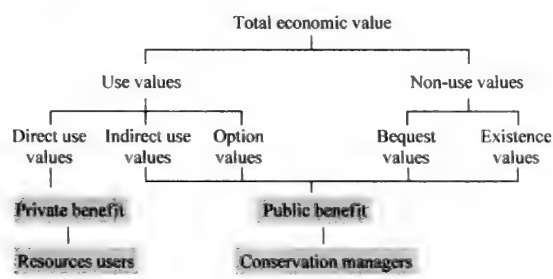 Total economic value
Use values Non-use values
Direct use Indirect use Option Bequest Existence
values values values values values
Private benefit Public benefit
Resources users Conservation managers